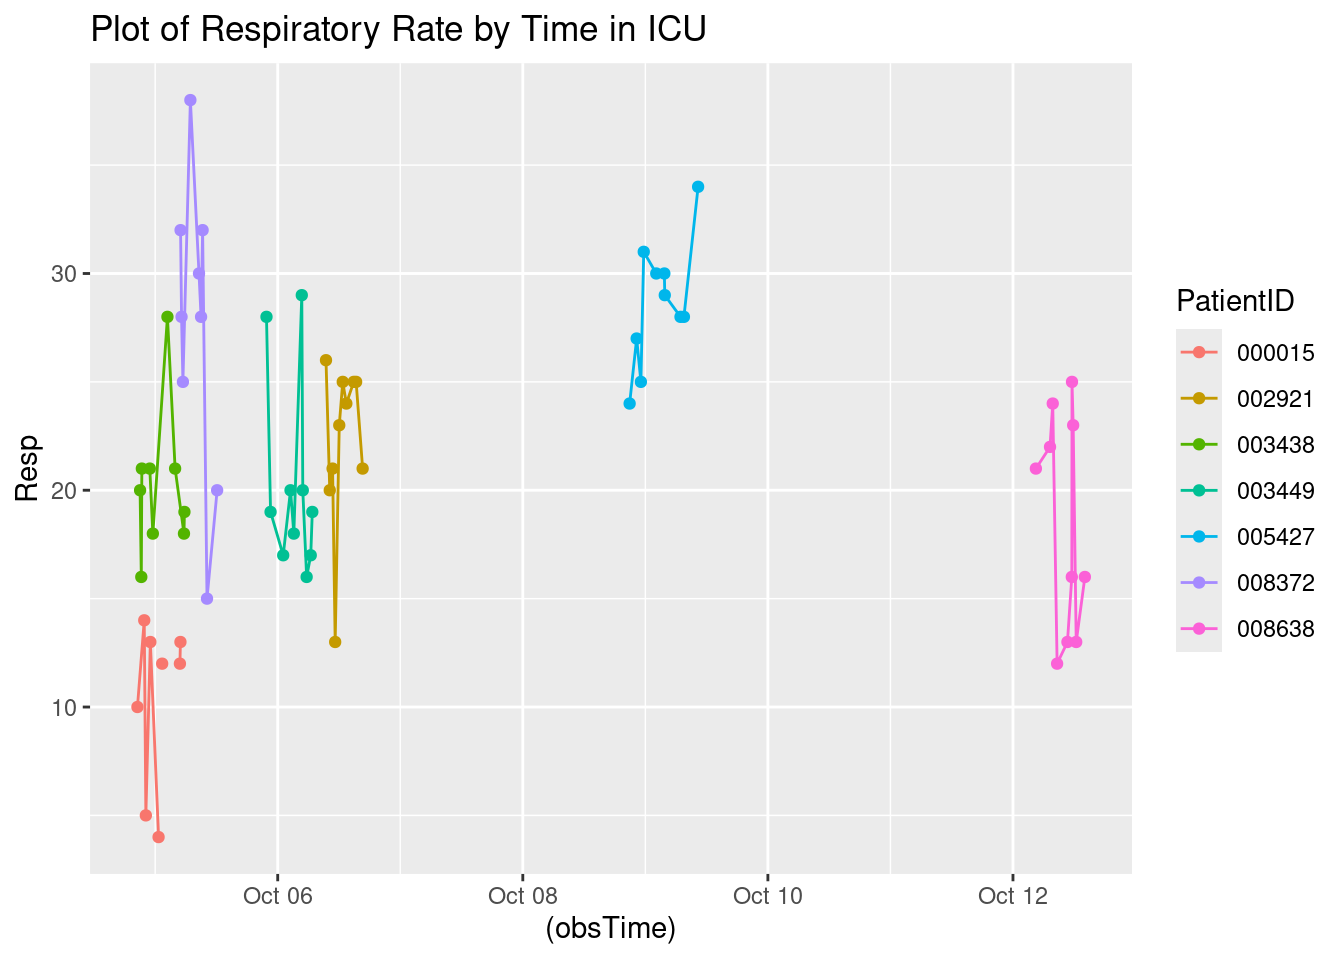 Plot of Respiratory Rate by Time in ICU
Resp
30
20
10
Oct 06
Oct 08
Oct 10
Oct 12
(obsTime)
PatientID
000015
002921
003438
003449
005427
008372
008638